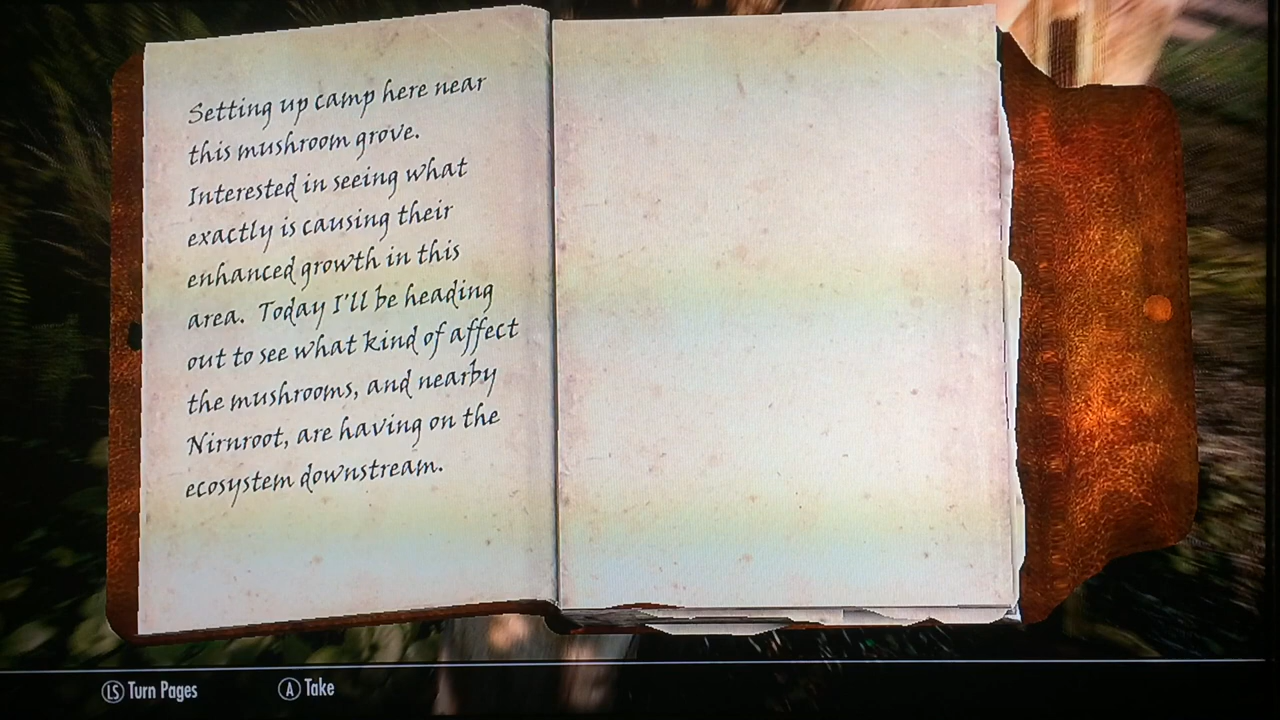 Setting up camp here near
this mushroom grove.
Interested in seeing what
exactly is causing their
enhanced growth in this
area. Today I'll be heading
out to see what kind of affect
the mushrooms, and nearby
Nirnroot, are having on the
ecosystem downstream.
LS Turn Pages
A Take